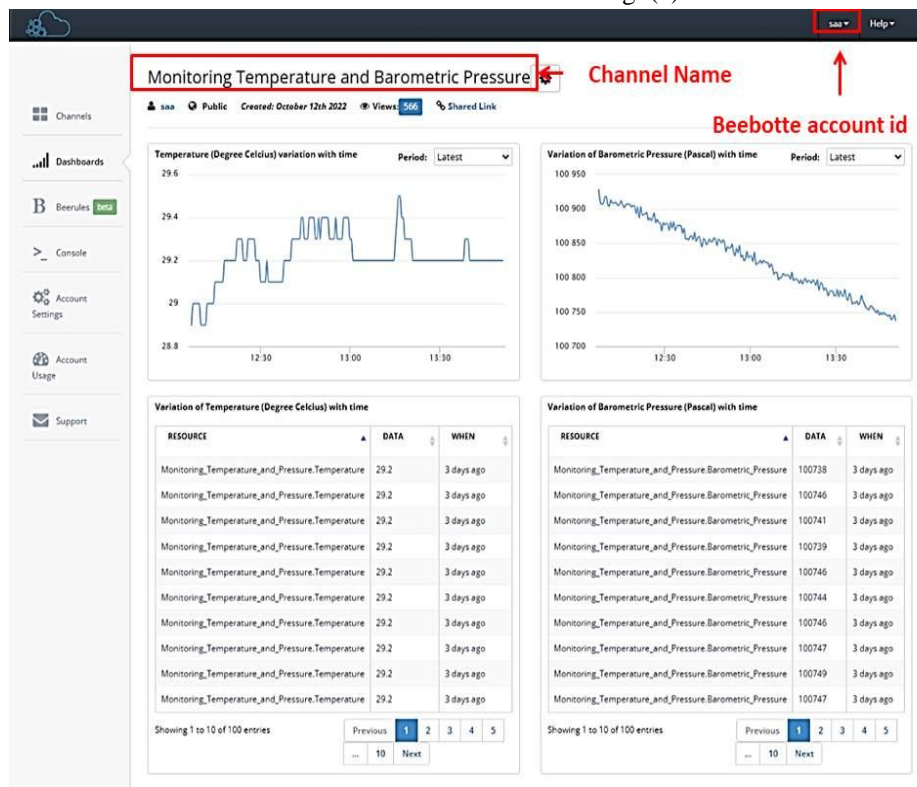 saa Help
Monitoring Temperature and Barometric Pressure
Channel Name
saa Public Created: October 12th 2022 Views: 566 Shared Link
Beebotte account id
Channels
Dashboards
B Beerules beta
>_ Console
Account Settings
Account Usage
Support
Temperature (Degree Celcius) variation with time Period: Latest
29.6
29.4
29.2
29
28.8
12:30 13:00 13:30
Variation of Barometric Pressure (Pascal) with time Period: Latest
100 950
100 900
100 850
100 800
100 750
100 700
12:30 13:00 13:30
Variation of Temperature (Degree Celcius) with time
RESOURCE DATA WHEN
Monitoring_Temperature_and_Pressure.Temperature 29.2 3 days ago
Monitoring_Temperature_and_Pressure.Temperature 29.2 3 days ago
Monitoring_Temperature_and_Pressure.Temperature 29.2 3 days ago
Monitoring_Temperature_and_Pressure.Temperature 29.2 3 days ago
Monitoring_Temperature_and_Pressure.Temperature 29.2 3 days ago
Monitoring_Temperature_and_Pressure.Temperature 29.2 3 days ago
Monitoring_Temperature_and_Pressure.Temperature 29.2 3 days ago
Monitoring_Temperature_and_Pressure.Temperature 29.2 3 days ago
Monitoring_Temperature_and_Pressure.Temperature 29.2 3 days ago
Monitoring_Temperature_and_Pressure.Temperature 29.2 3 days ago
Showing 1 to 10 of 100 entries Previous 1 2 3 4 5
... 10 Next
Variation of Barometric Pressure (Pascal) with time
RESOURCE DATA WHEN
Monitoring_Temperature_and_Pressure.Barometric_Pressure 100738 3 days ago
Monitoring_Temperature_and_Pressure.Barometric_Pressure 100746 3 days ago
Monitoring_Temperature_and_Pressure.Barometric_Pressure 100741 3 days ago
Monitoring_Temperature_and_Pressure.Barometric_Pressure 100739 3 days ago
Monitoring_Temperature_and_Pressure.Barometric_Pressure 100746 3 days ago
Monitoring_Temperature_and_Pressure.Barometric_Pressure 100744 3 days ago
Monitoring_Temperature_and_Pressure.Barometric_Pressure 100746 3 days ago
Monitoring_Temperature_and_Pressure.Barometric_Pressure 100747 3 days ago
Monitoring_Temperature_and_Pressure.Barometric_Pressure 100749 3 days ago
Monitoring_Temperature_and_Pressure.Barometric_Pressure 100747 3 days ago
Showing 1 to 10 of 100 entries Previous 1 2 3 4 5
... 10 Next